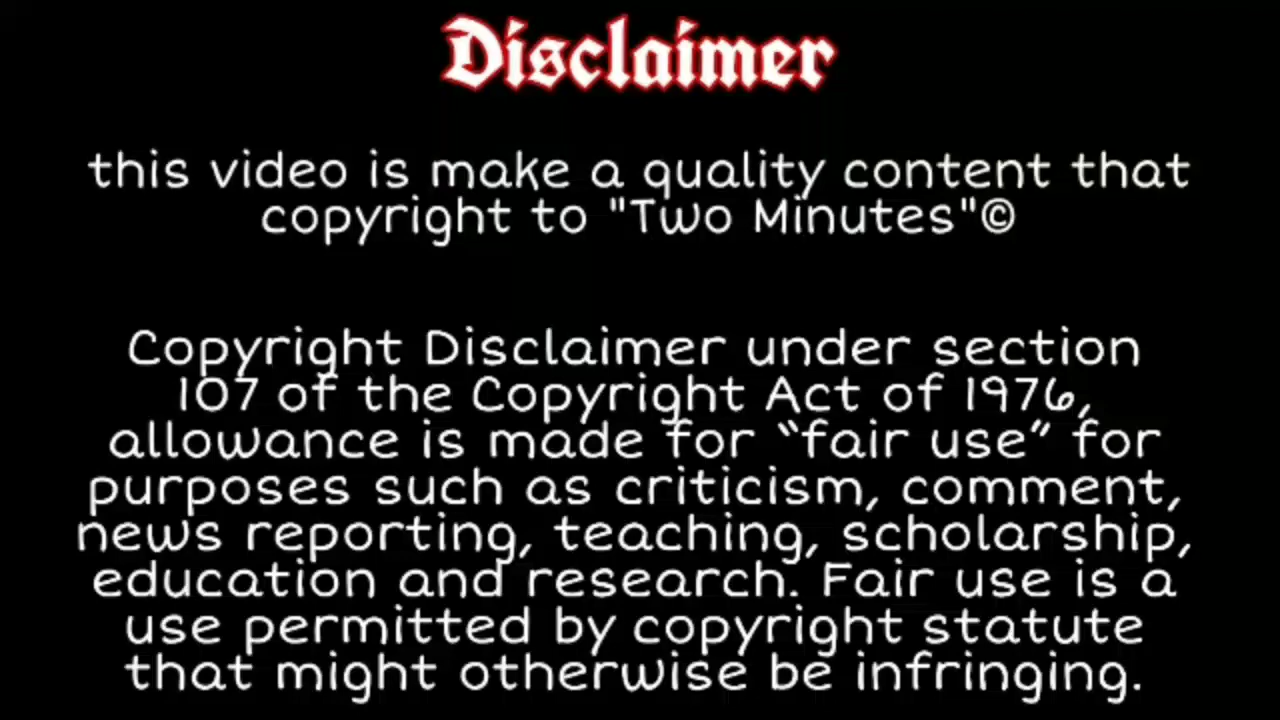 Disclaimer
this video is make a quality content that
copyright to "Two Minutes"©
Copyright Disclaimer under section
107 of the Copyright Act of 1976,
allowance is made for “fair use” for
purposes such as criticism, comment,
news reporting, teaching, scholarship,
education and research. Fair use is a
use permitted by copyright statute
that might otherwise be infringing.